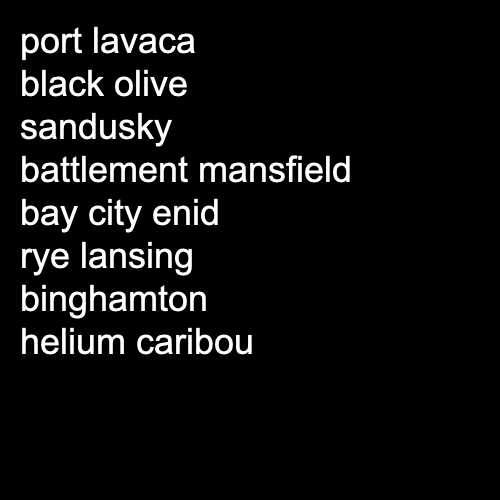 port lavaca
black olive
sandusky
battlement mansfield
bay city enid
rye lansing
binghamton
helium caribou